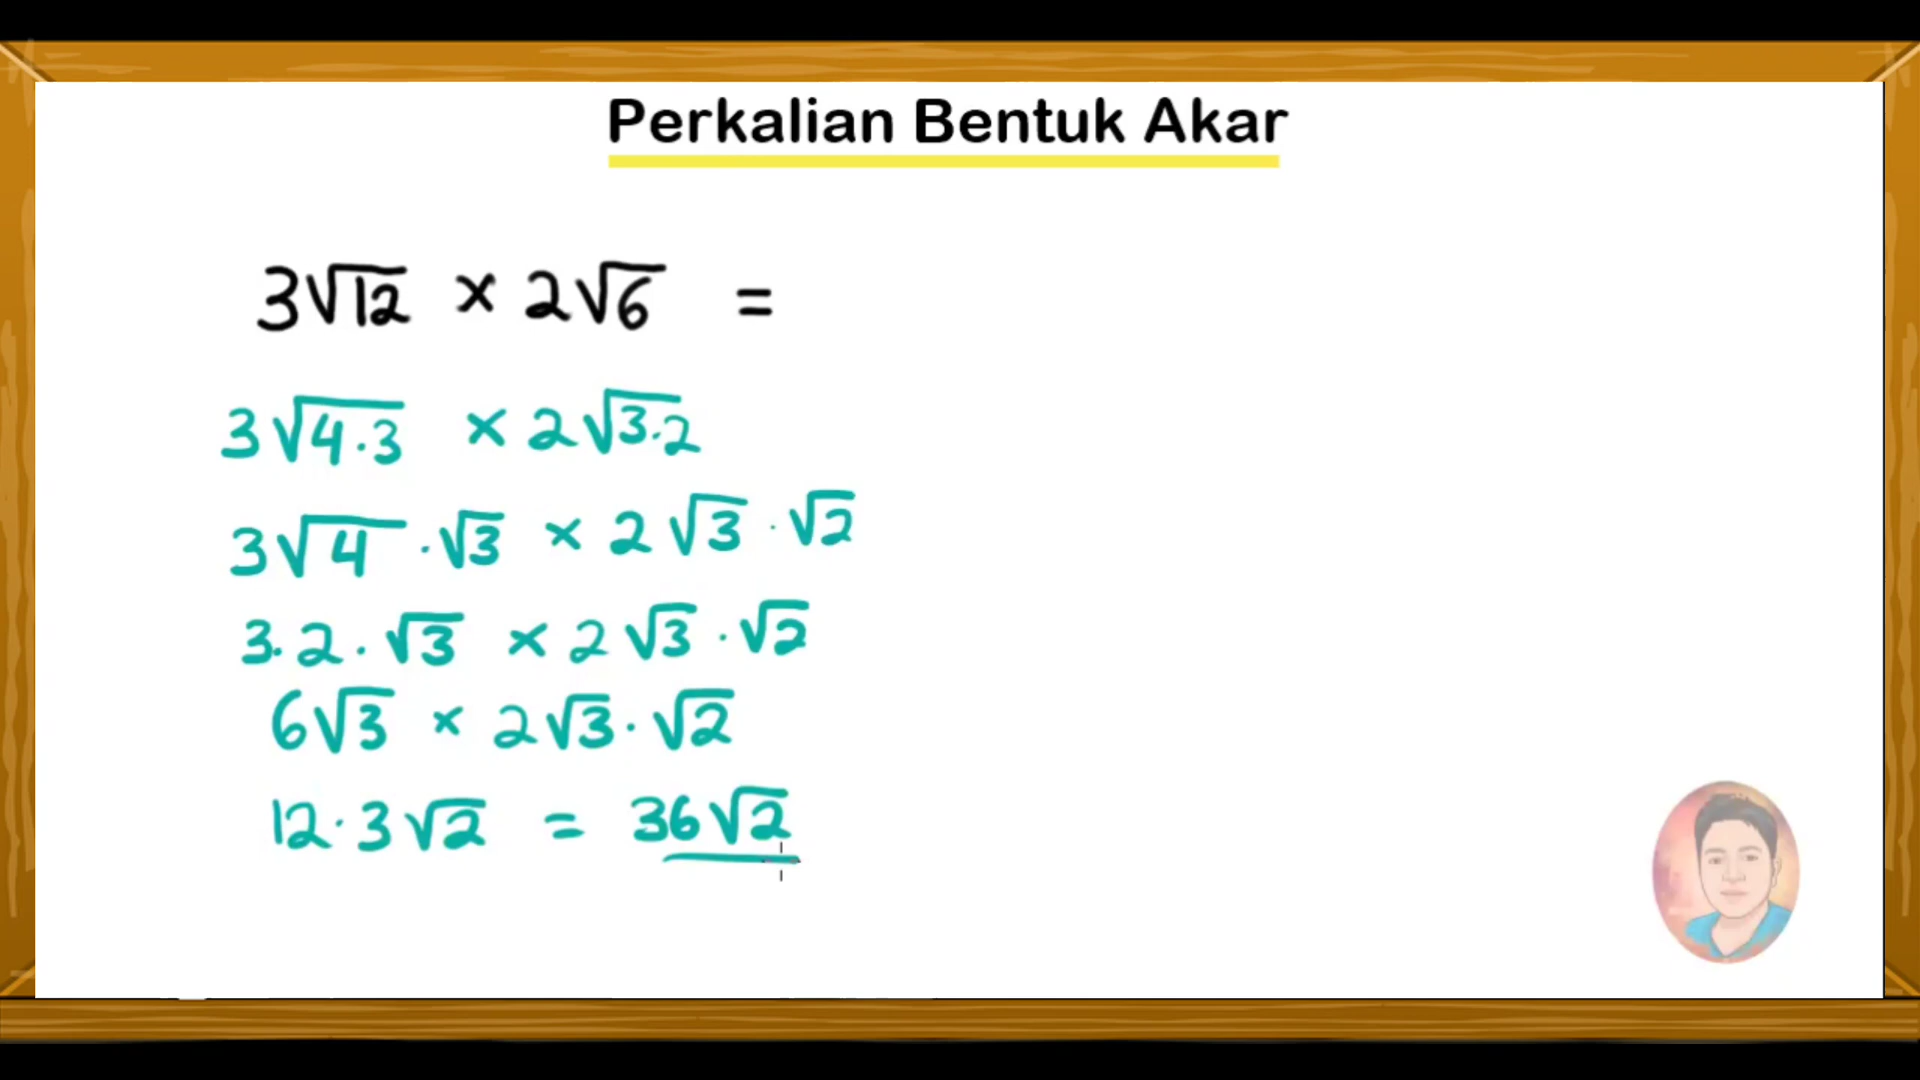 Perkalian Bentuk Akar
3√12 × 2√6 =
3√4·3 × 2√3·2
3√4 · √3 × 2√3 · √2
3.2.√3 × 2√3 · √2
6√3 × 2√3 · √2
12·3√2 = 36√2